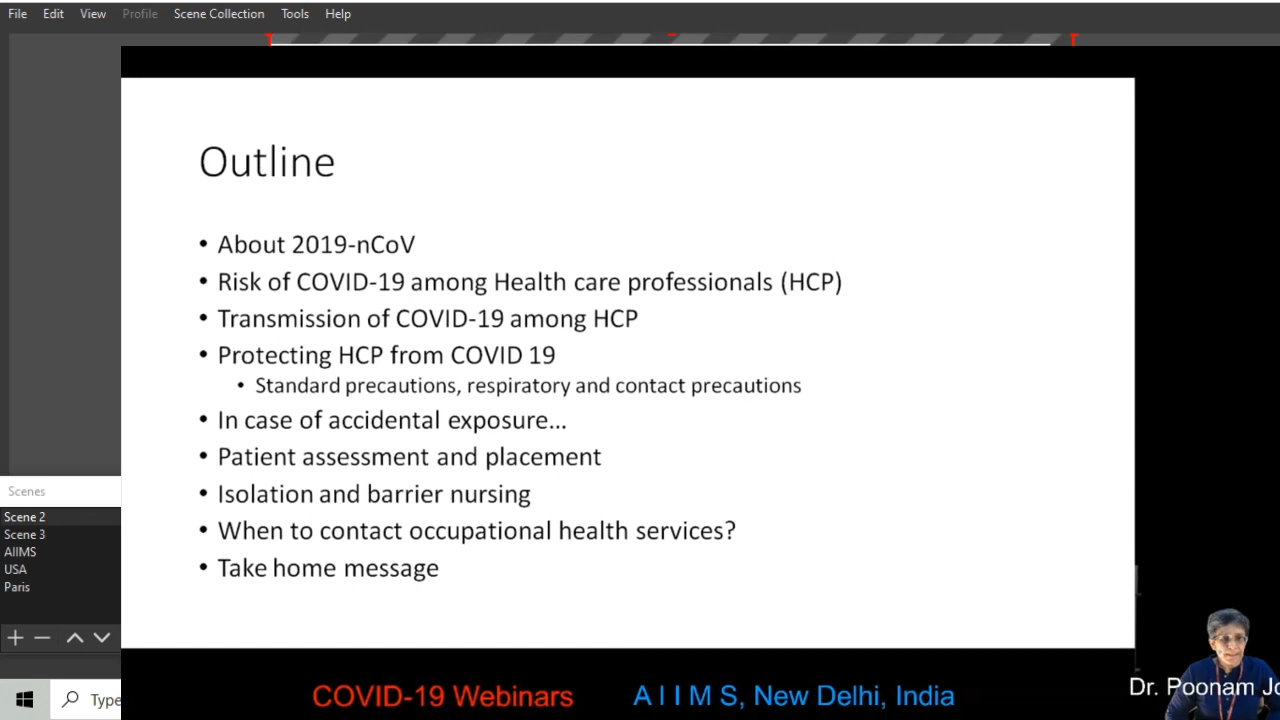 File Edit View Profile Scene Collection Tools Help
Outline
• About 2019-nCoV
• Risk of COVID-19 among Health care professionals (HCP)
• Transmission of COVID-19 among HCP
• Protecting HCP from COVID 19
• Standard precautions, respiratory and contact precautions
• In case of accidental exposure...
• Patient assessment and placement
• Isolation and barrier nursing
• When to contact occupational health services?
• Take home message
Scenes
Scene 2
Scene 3
AIIMS
USA
Paris
Type
COVID-19 Webinars A I I M S, New Delhi, India
Dr. Poonam Jo